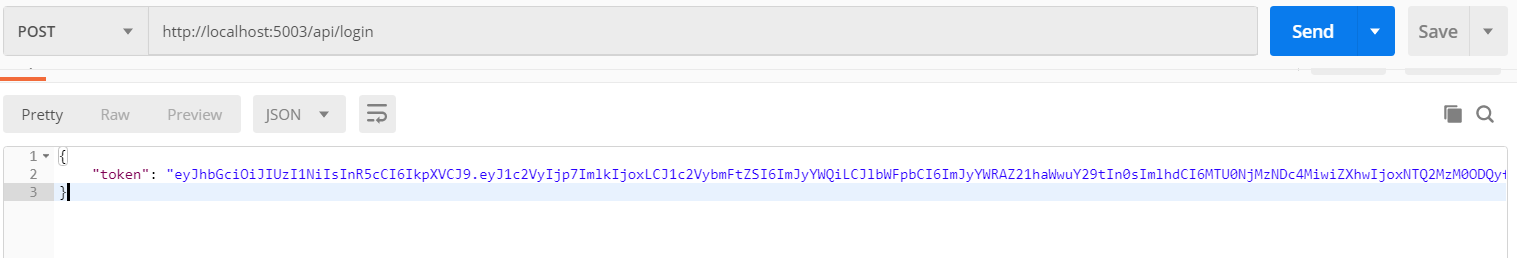 POST http://localhost:5003/api/login Send Save
Pretty Raw Preview JSON
1 {
2 "token": "eyJhbGciOiJIUzI1NiIsInR5cCI6IkpXVCJ9.eyJ1c2VyIjp7ImlkIjoxLCJ1c2VybmFtZSI6ImJyYWQiLCJlbWFpbCI6ImJyYWRAZ21haWwuY29tIn0sImlhdCI6MTU0NjMzNDc4MiwiZXhwIjoxNTQ2MzM0ODQy
3 }